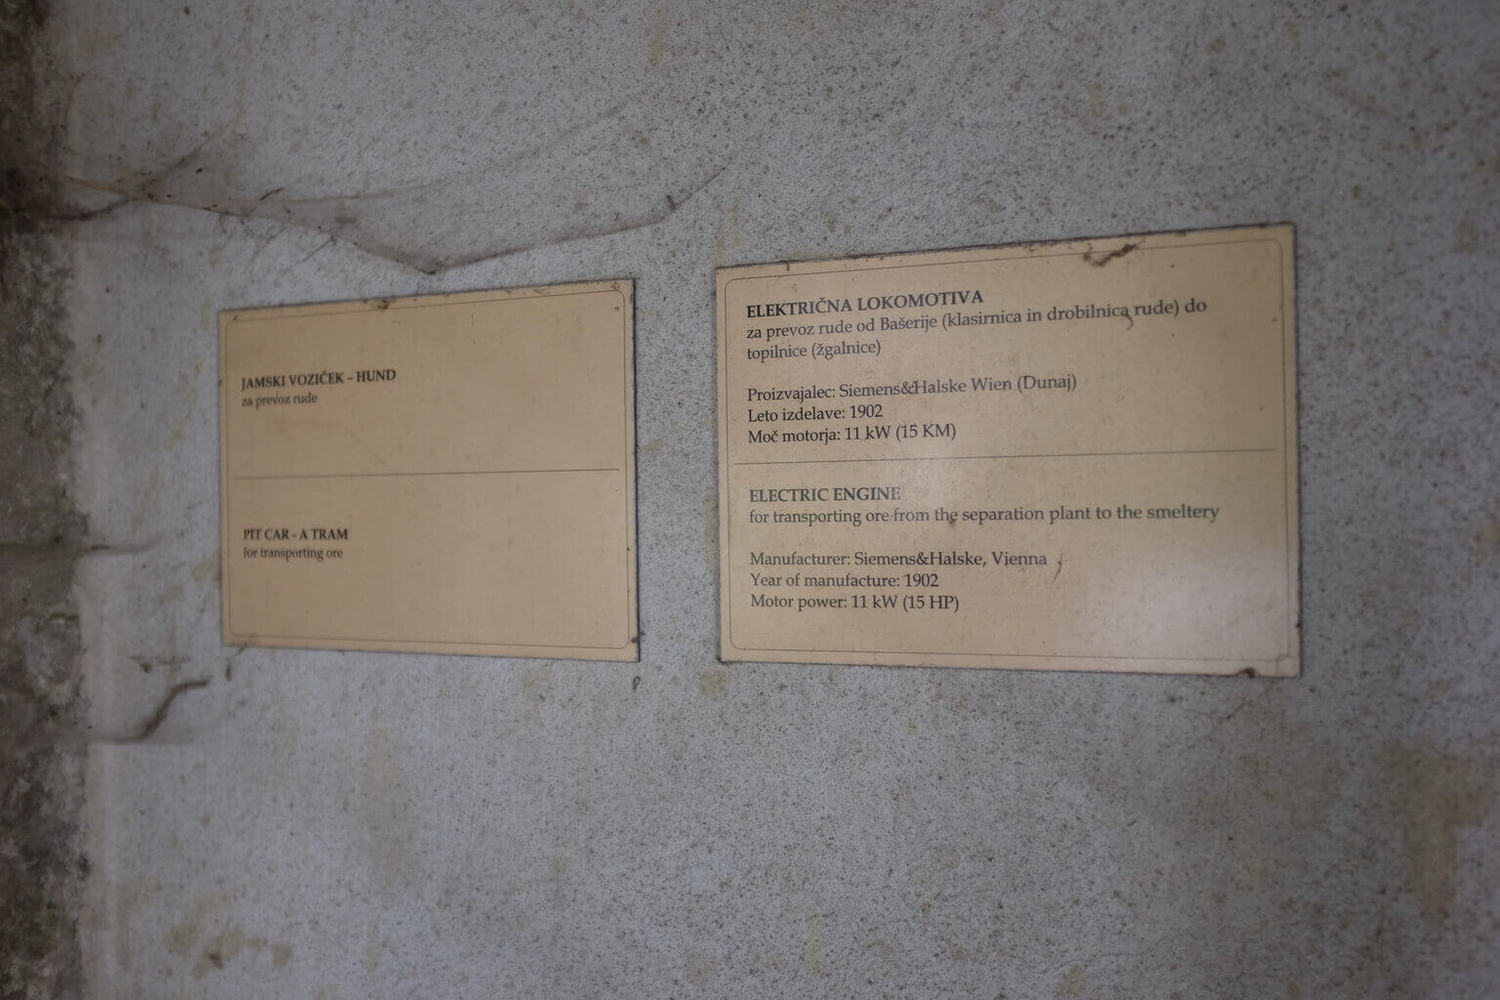 JAMSKI VOZIČEK - HUND
za prevoz rude
PIT CAR - A TRAM
for transporting ore
ELEKTRIČNA LOKOMOTIVA
za prevoz rude od Bašerije (klasirnica in drobilnica rude) do
topilnice (žgalnice)
Proizvajalec: Siemens&Halske Wien (Dunaj)
Leto izdelave: 1902
Moč motorja: 11 kW (15 KM)
ELECTRIC ENGINE
for transporting ore from the separation plant to the smeltery
Manufacturer: Siemens&Halske, Vienna
Year of manufacture: 1902
Motor power: 11 kW (15 HP)